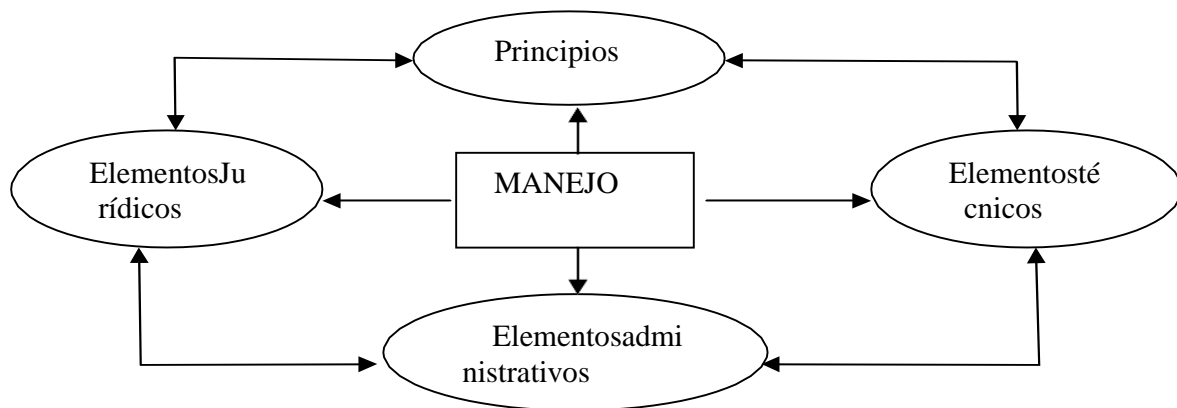 Principios
ElementosJu
rídicos
MANEJO
Elementosté
cnicos
Elementosadmi
nistrativos